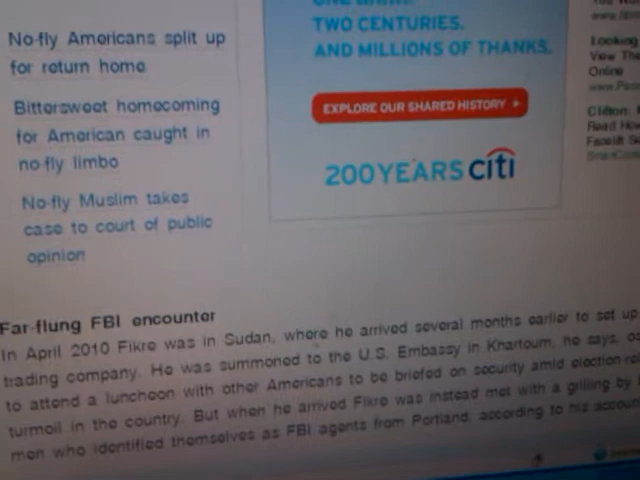 No-fly Americans split up
for return home
Bittersweet homecoming
for American caught in
no-fly limbo
No-fly Muslim takes
case to court of public
opinion
TWO CENTURIES.
AND MILLIONS OF THANKS.
EXPLORE OUR SHARED HISTORY
200 YEARS citi
Looking
View The
Online
Clifton:
Read How
Facelift
Far-flung FBI encounter
In April 2010 Fikre was in Sudan, where he arrived several months earlier to set up
trading company. He was summoned to the U.S. Embassy in Khartoum, he says,
to attend a luncheon with other Americans to be briefed on security amid election-
turmoil in the country. But when he arrived Fikre was instead met with a grilling by
men who identified themselves as FBI agents from Portland, according to his